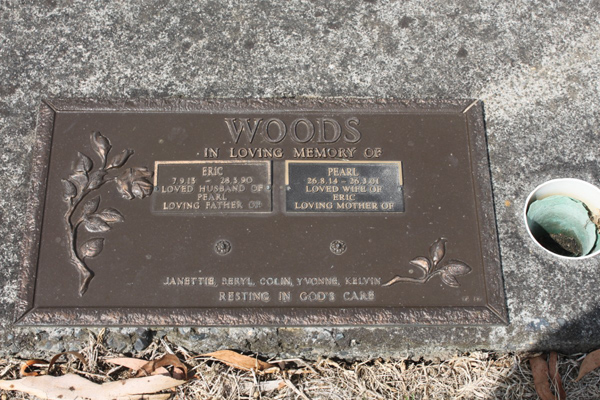 WOODS
IN LOVING MEMORY OF
ERIC
7.9.15 - 28.3.90
LOVED HUSBAND OF
PEARL
LOVING FATHER OF
PEARL
26.8.14 - 26.3.01
LOVED WIFE OF
ERIC
LOVING MOTHER OF
JANETTIE, BERYL, COLIN, YVONNE, KELVIN
RESTING IN GOD'S CARE